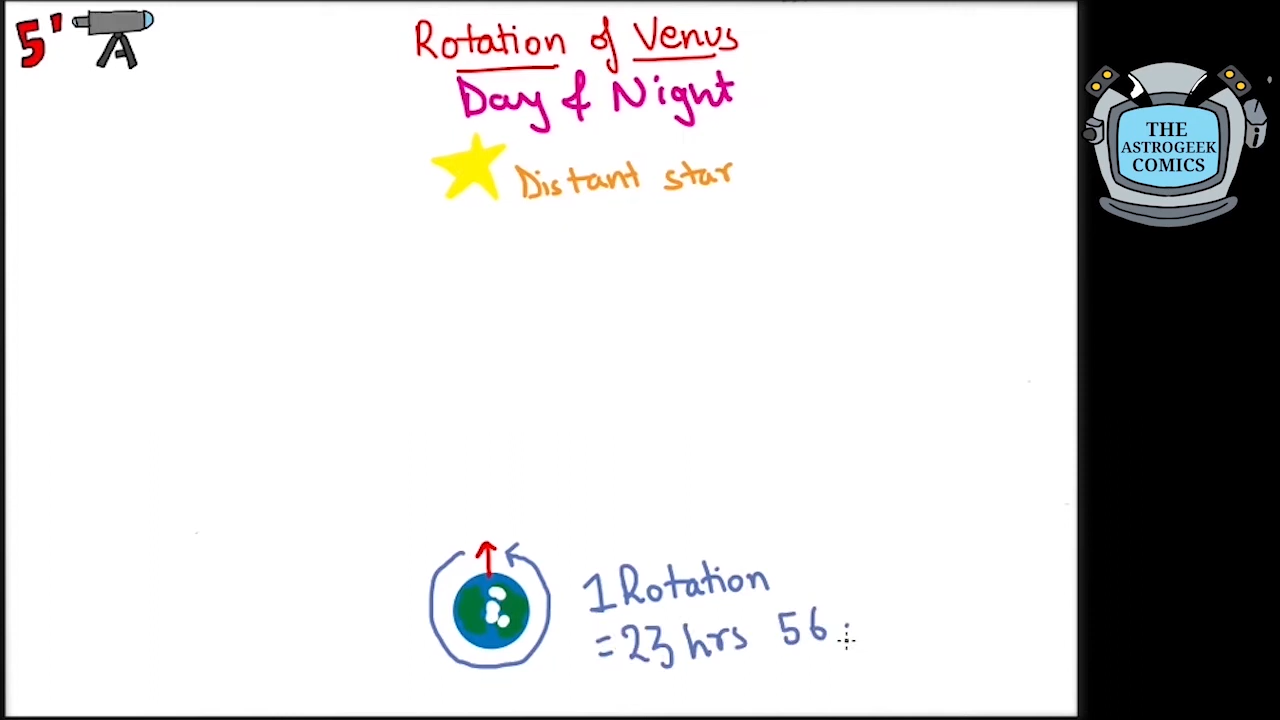 5'
Rotation of Venus
Day & Night
Distant star
1 Rotation
= 23 hrs 56
THE
ASTROGEEK
COMICS